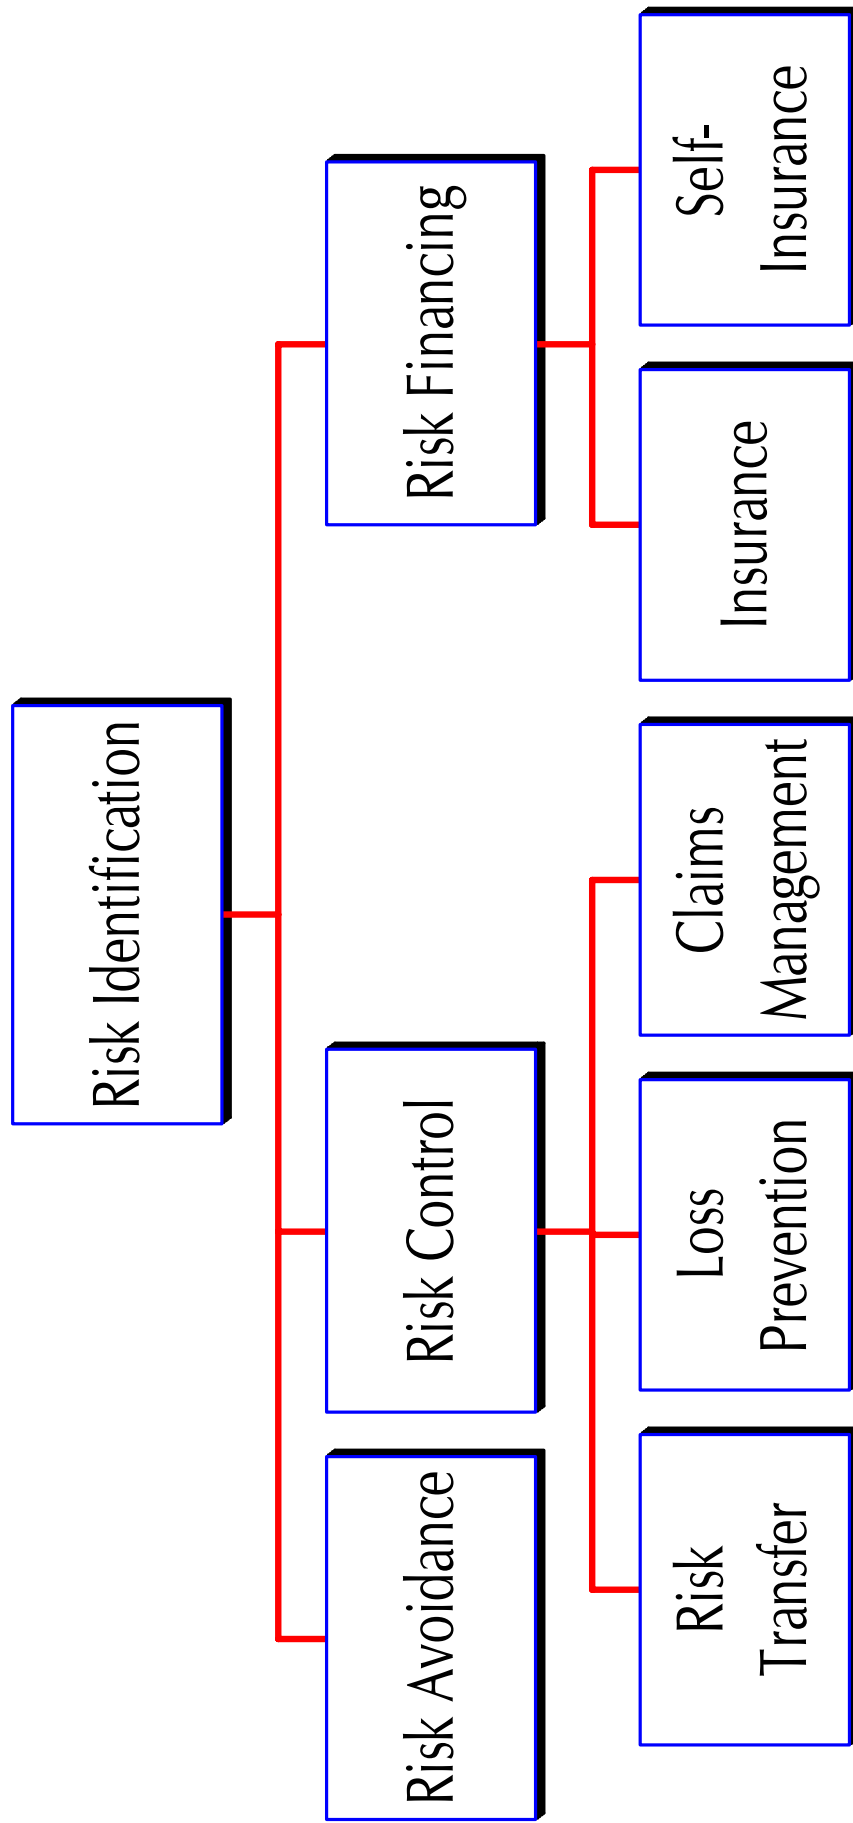 Risk Identification
Risk Avoidance
Risk Control
Risk Financing
Risk
Transfer
Loss
Prevention
Claims
Management
Insurance
Self-
Insurance